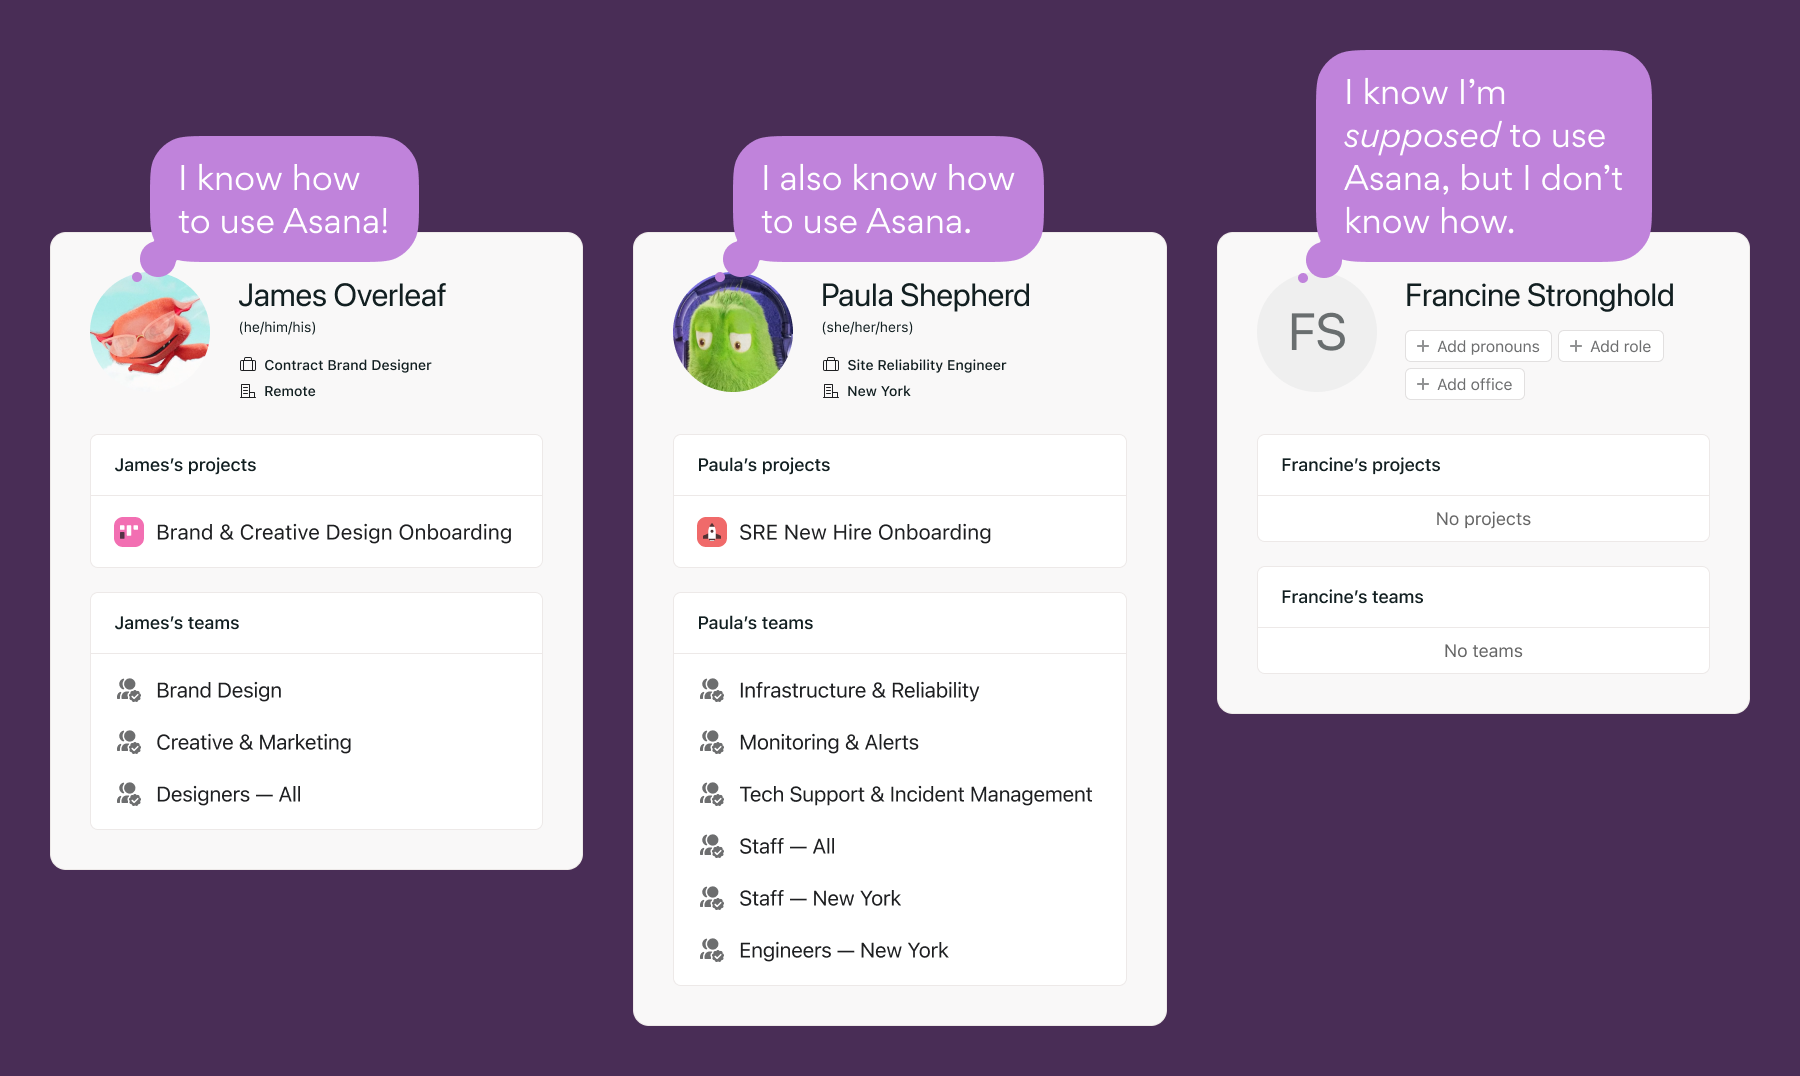 I know how
to use Asana!
James Overleaf
(he/him/his)
Contract Brand Designer
Remote
James’s projects
Brand & Creative Design Onboarding
James’s teams
Brand Design
Creative & Marketing
Designers — All
I also know how
to use Asana.
Paula Shepherd
(she/her/hers)
Site Reliability Engineer
New York
Paula’s projects
SRE New Hire Onboarding
Paula’s teams
Infrastructure & Reliability
Monitoring & Alerts
Tech Support & Incident Management
Staff — All
Staff — New York
Engineers — New York
I know I’m
supposed to use
Asana, but I don’t
know how.
FS
Francine Stronghold
+ Add pronouns
+ Add role
+ Add office
Francine’s projects
No projects
Francine’s teams
No teams